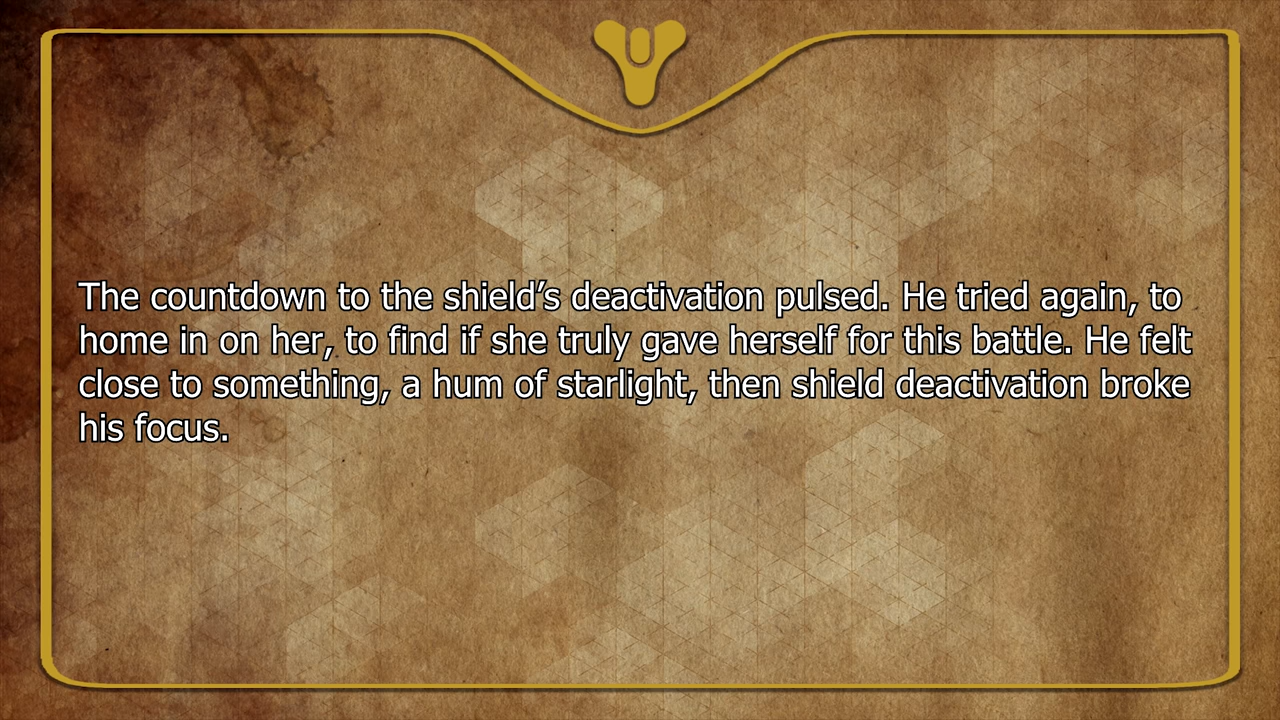 The countdown to the shield’s deactivation pulsed. He tried again, to
home in on her, to find if she truly gave herself for this battle. He felt
close to something, a hum of starlight, then shield deactivation broke
his focus.